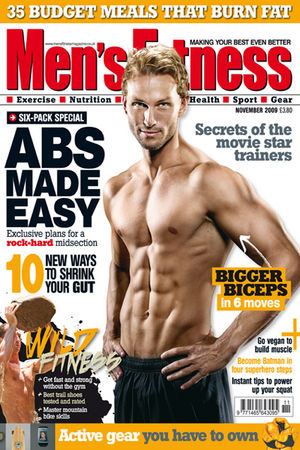 35 BUDGET MEALS THAT BURN FAT
MAKING YOUR BEST EVEN BETTER
Men's Fitness
www.mensfitnessmagazine.co.uk
Exercise • Nutrition • Health • Sport • Gear
NOVEMBER 2009 £3.80
SIX-PACK SPECIAL
ABS
MADE
EASY
Exclusive plans for a
rock-hard midsection
Secrets of the
movie star
trainers
10 NEW WAYS
TO SHRINK
YOUR GUT
BIGGER
BICEPS
in 6 moves
WILD
FITNESS
+ Get fast and strong
without the gym
+ Best trail shoes
tested and rated
+ Master mountain
bike skills
Go vegan to
build muscle +
Become Batman in
four superhero steps
Instant tips to power
up your squat
11
9 771465 643095
Active gear you have to own